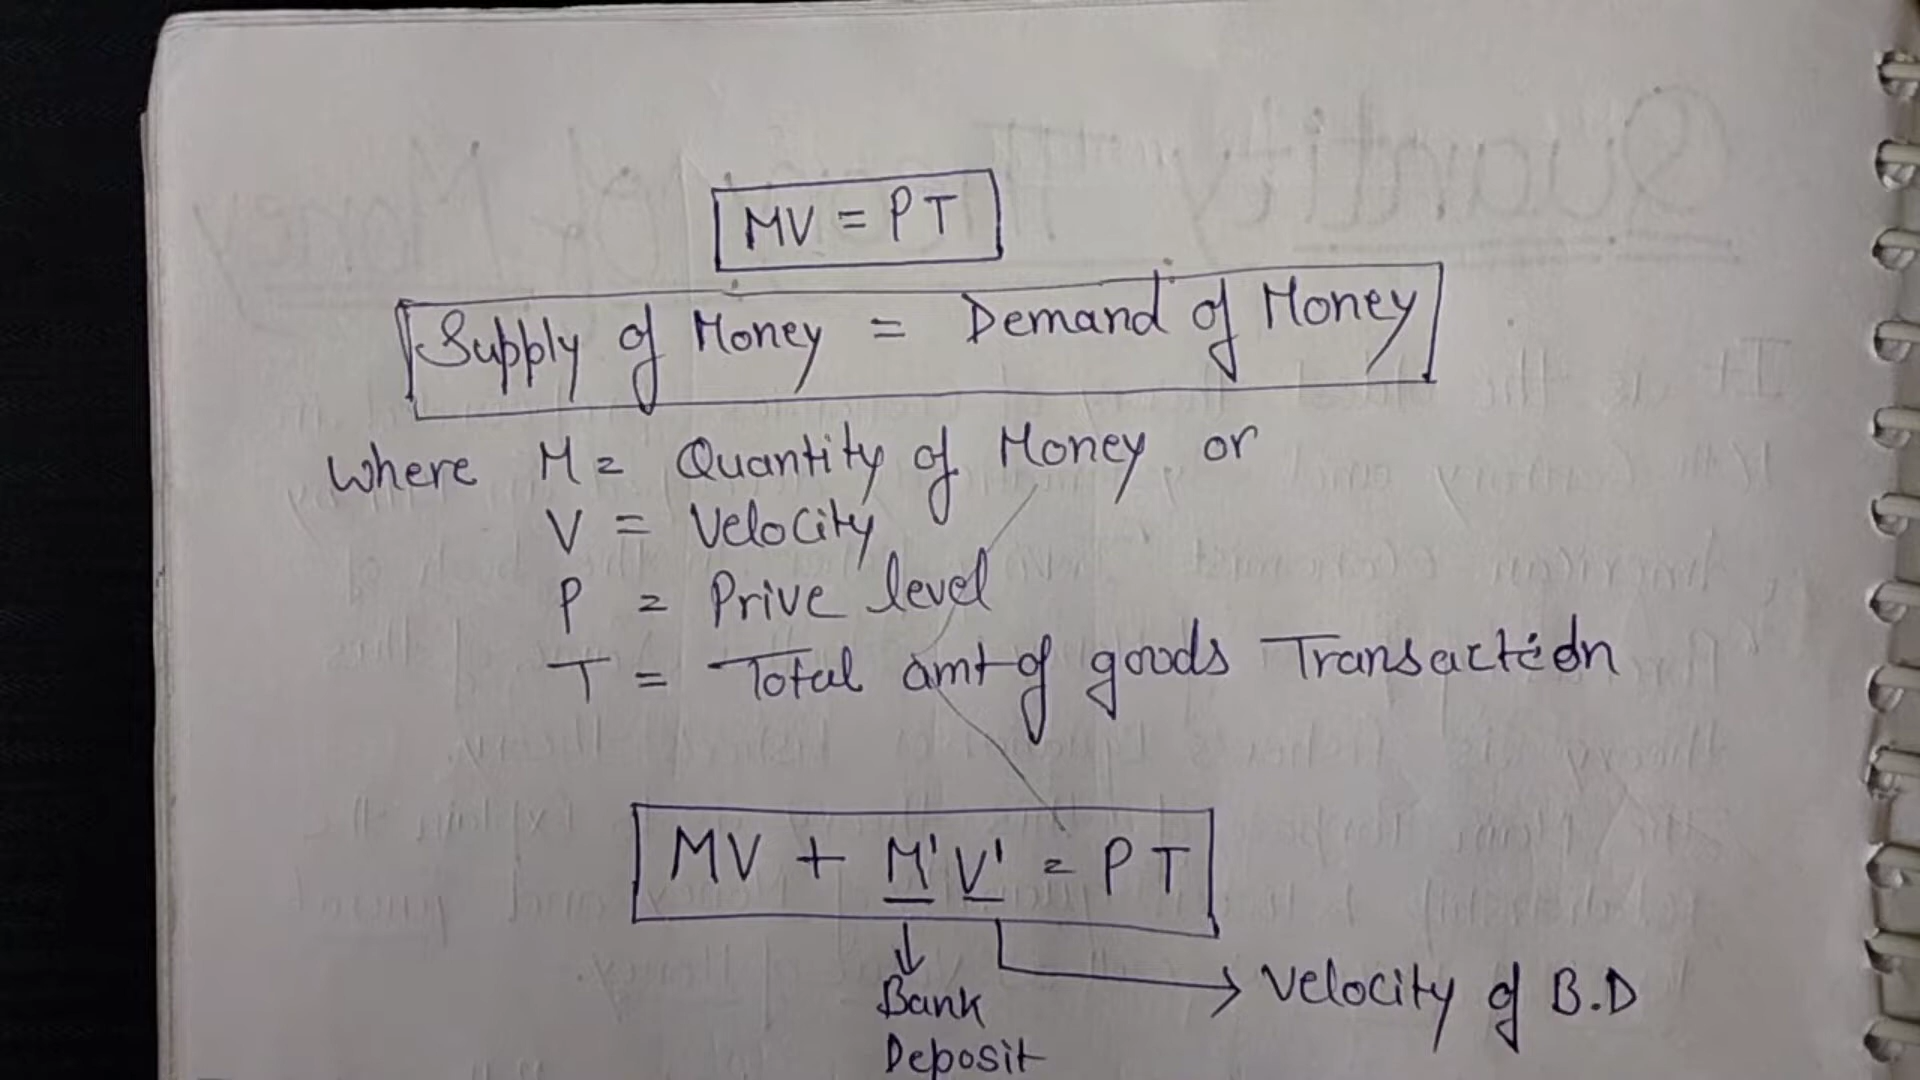 MV = PT
Supply of Money = Demand of Money
where M = Quantity of Money or
V = Velocity
P = Prive level
T = Total amt of goods Transaction
MV + M' V' = PT
Bank
Deposit
Velocity of B.D